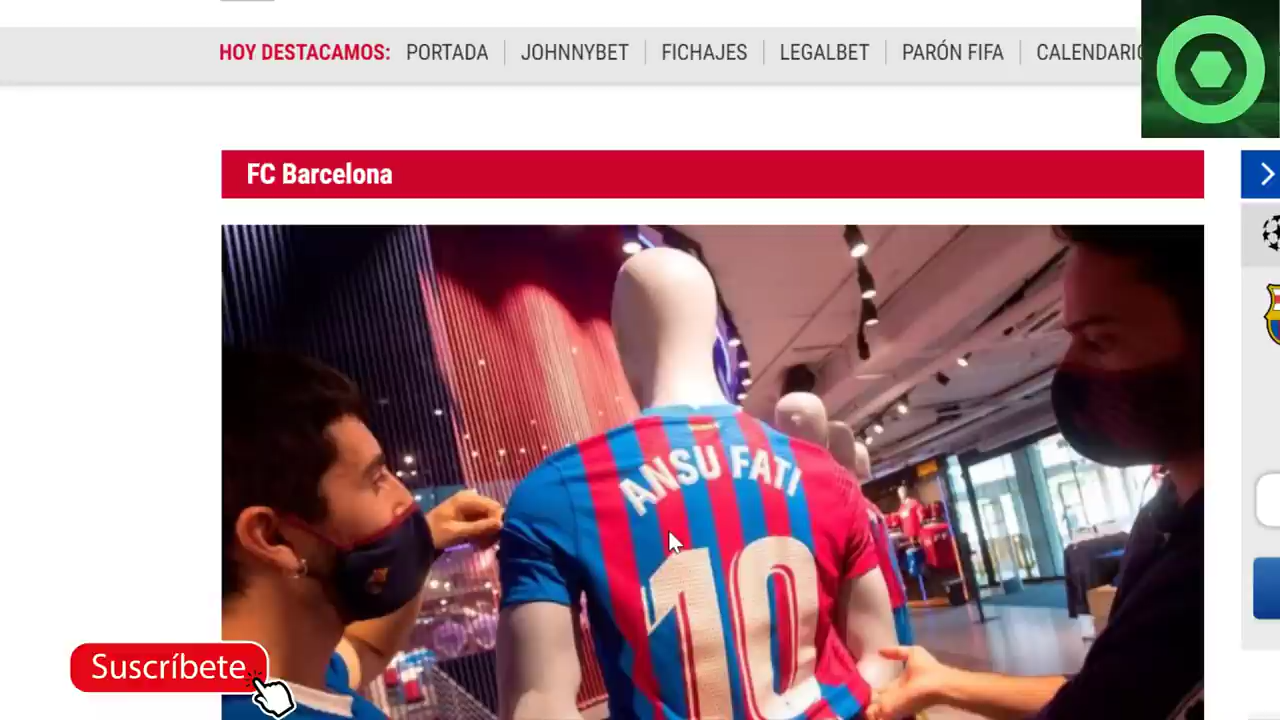 HOY DESTACAMOS: PORTADA JOHNNYBET FICHAJES LEGALBET PARÓN FIFA CALENDARIO
FC Barcelona
ANSU FATI
10
Suscríbete